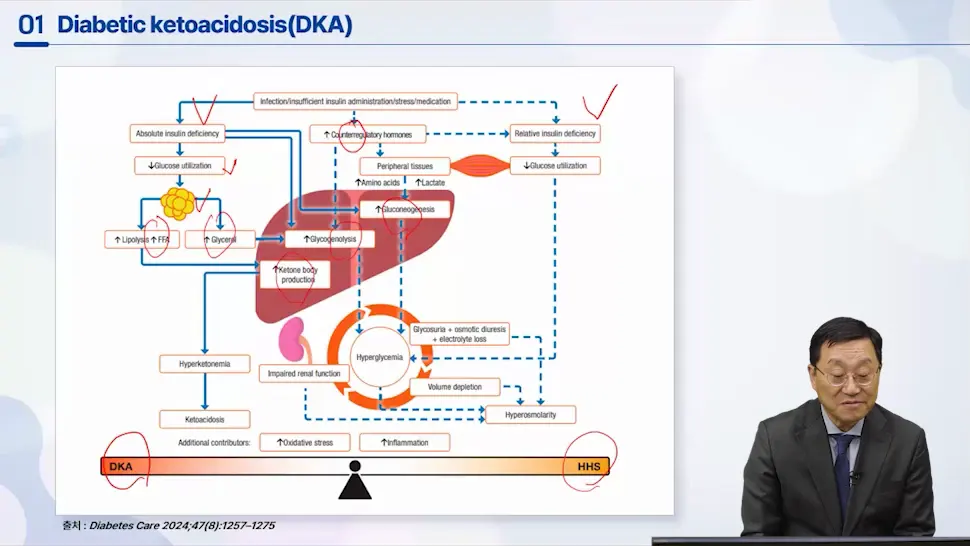 01 Diabetic ketoacidosis(DKA)
Infection/insufficient insulin administration/stress/medication
Absolute insulin deficiency
↑ Counterregulatory hormones
Relative insulin deficiency
↓Glucose utilization
Peripheral tissues
↓Glucose utilization
↑Amino acids
↑Lactate
↑Gluconeogenesis
↑ Lipolysis ↑ FFA
↑ Glycerol
↑Glycogenolysis
↑Ketone body
production
Glycosuria + osmotic diuresis
+ electrolyte loss
Hyperglycemia
Hyperketonemia
Impaired renal function
Volume depletion
Ketoacidosis
Hyperosmolarity
Additional contributors:
↑Oxidative stress
↑Inflammation
DKA
HHS
출처 : Diabetes Care 2024;47(8):1257–1275